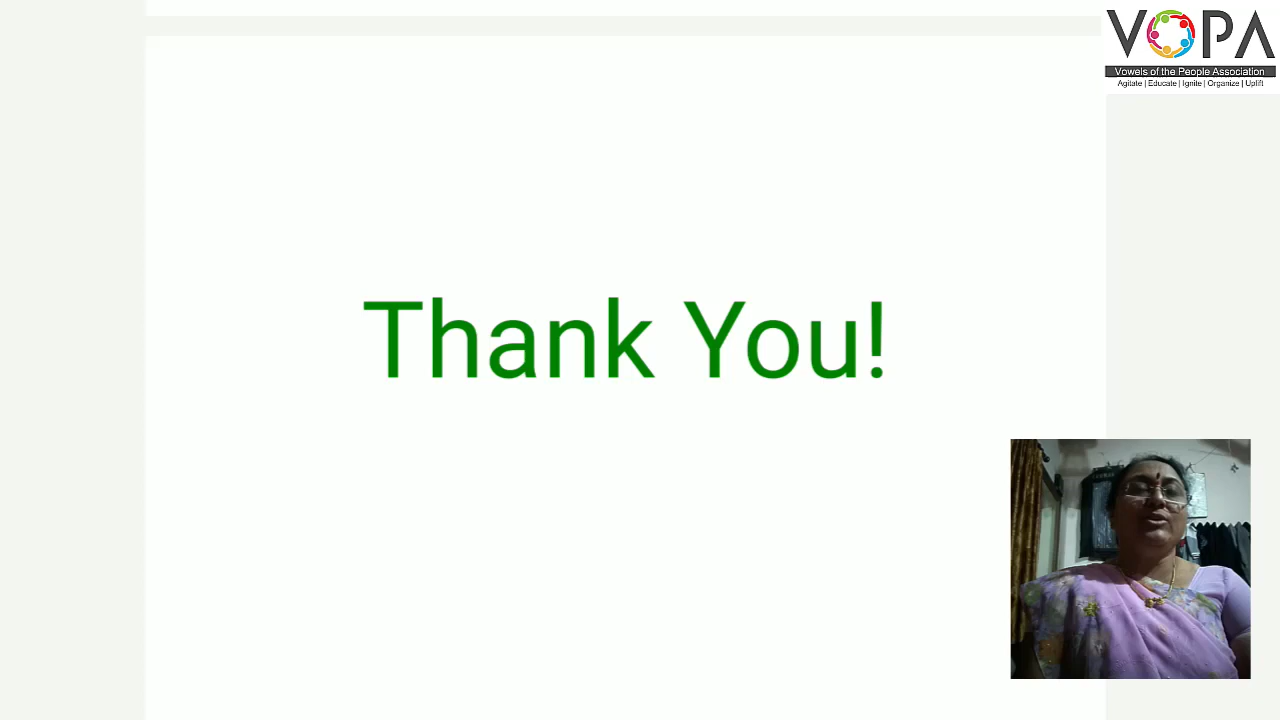 VOPA
Vowels of the People Association
Agitate | Educate | Ignite | Organize | Uplift
Thank You!